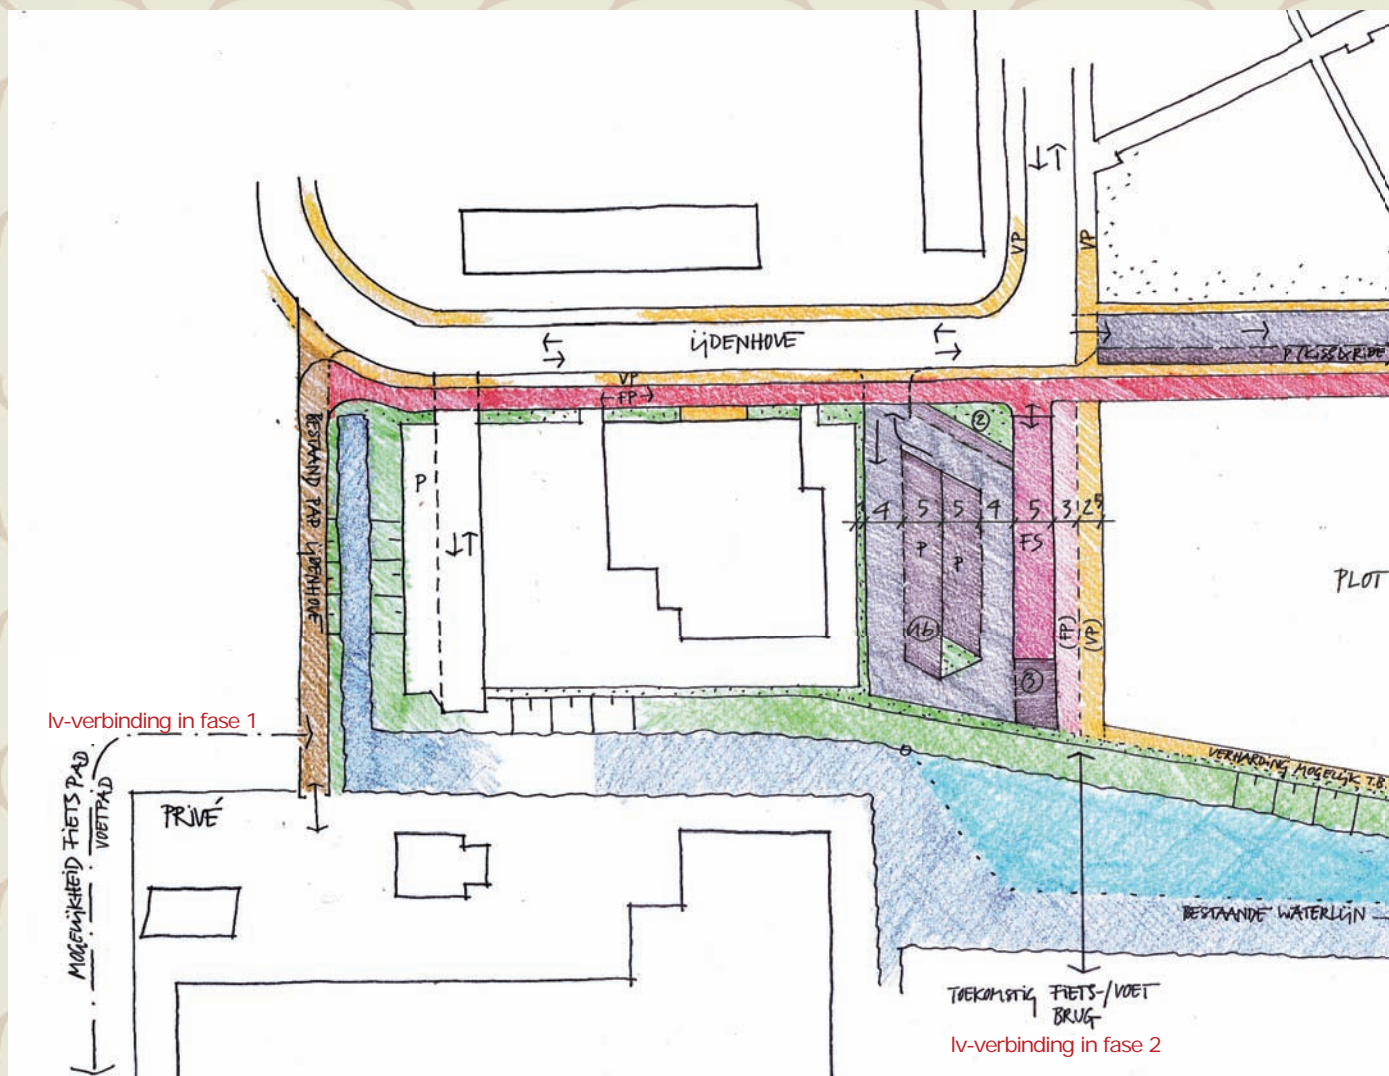 VP
VP
IJDENHOVE
P (KISS & RIDE
VP
FP
BESTAAND PAD IJDENHOVE
P
2
4 5 5 4 5 3 2⁵
P
P
FS
PLOT
16
(FP)
(VP)
3
lv-verbinding in fase 1
MOGELIJKHEID FIETSPAD
VOETPAD
PRIVÉ
VERHARDING MOGELIJK T.B.
BESTAANDE WATERLIJN
TOEKOMSTIG FIETS-/VOET
BRUG
lv-verbinding in fase 2